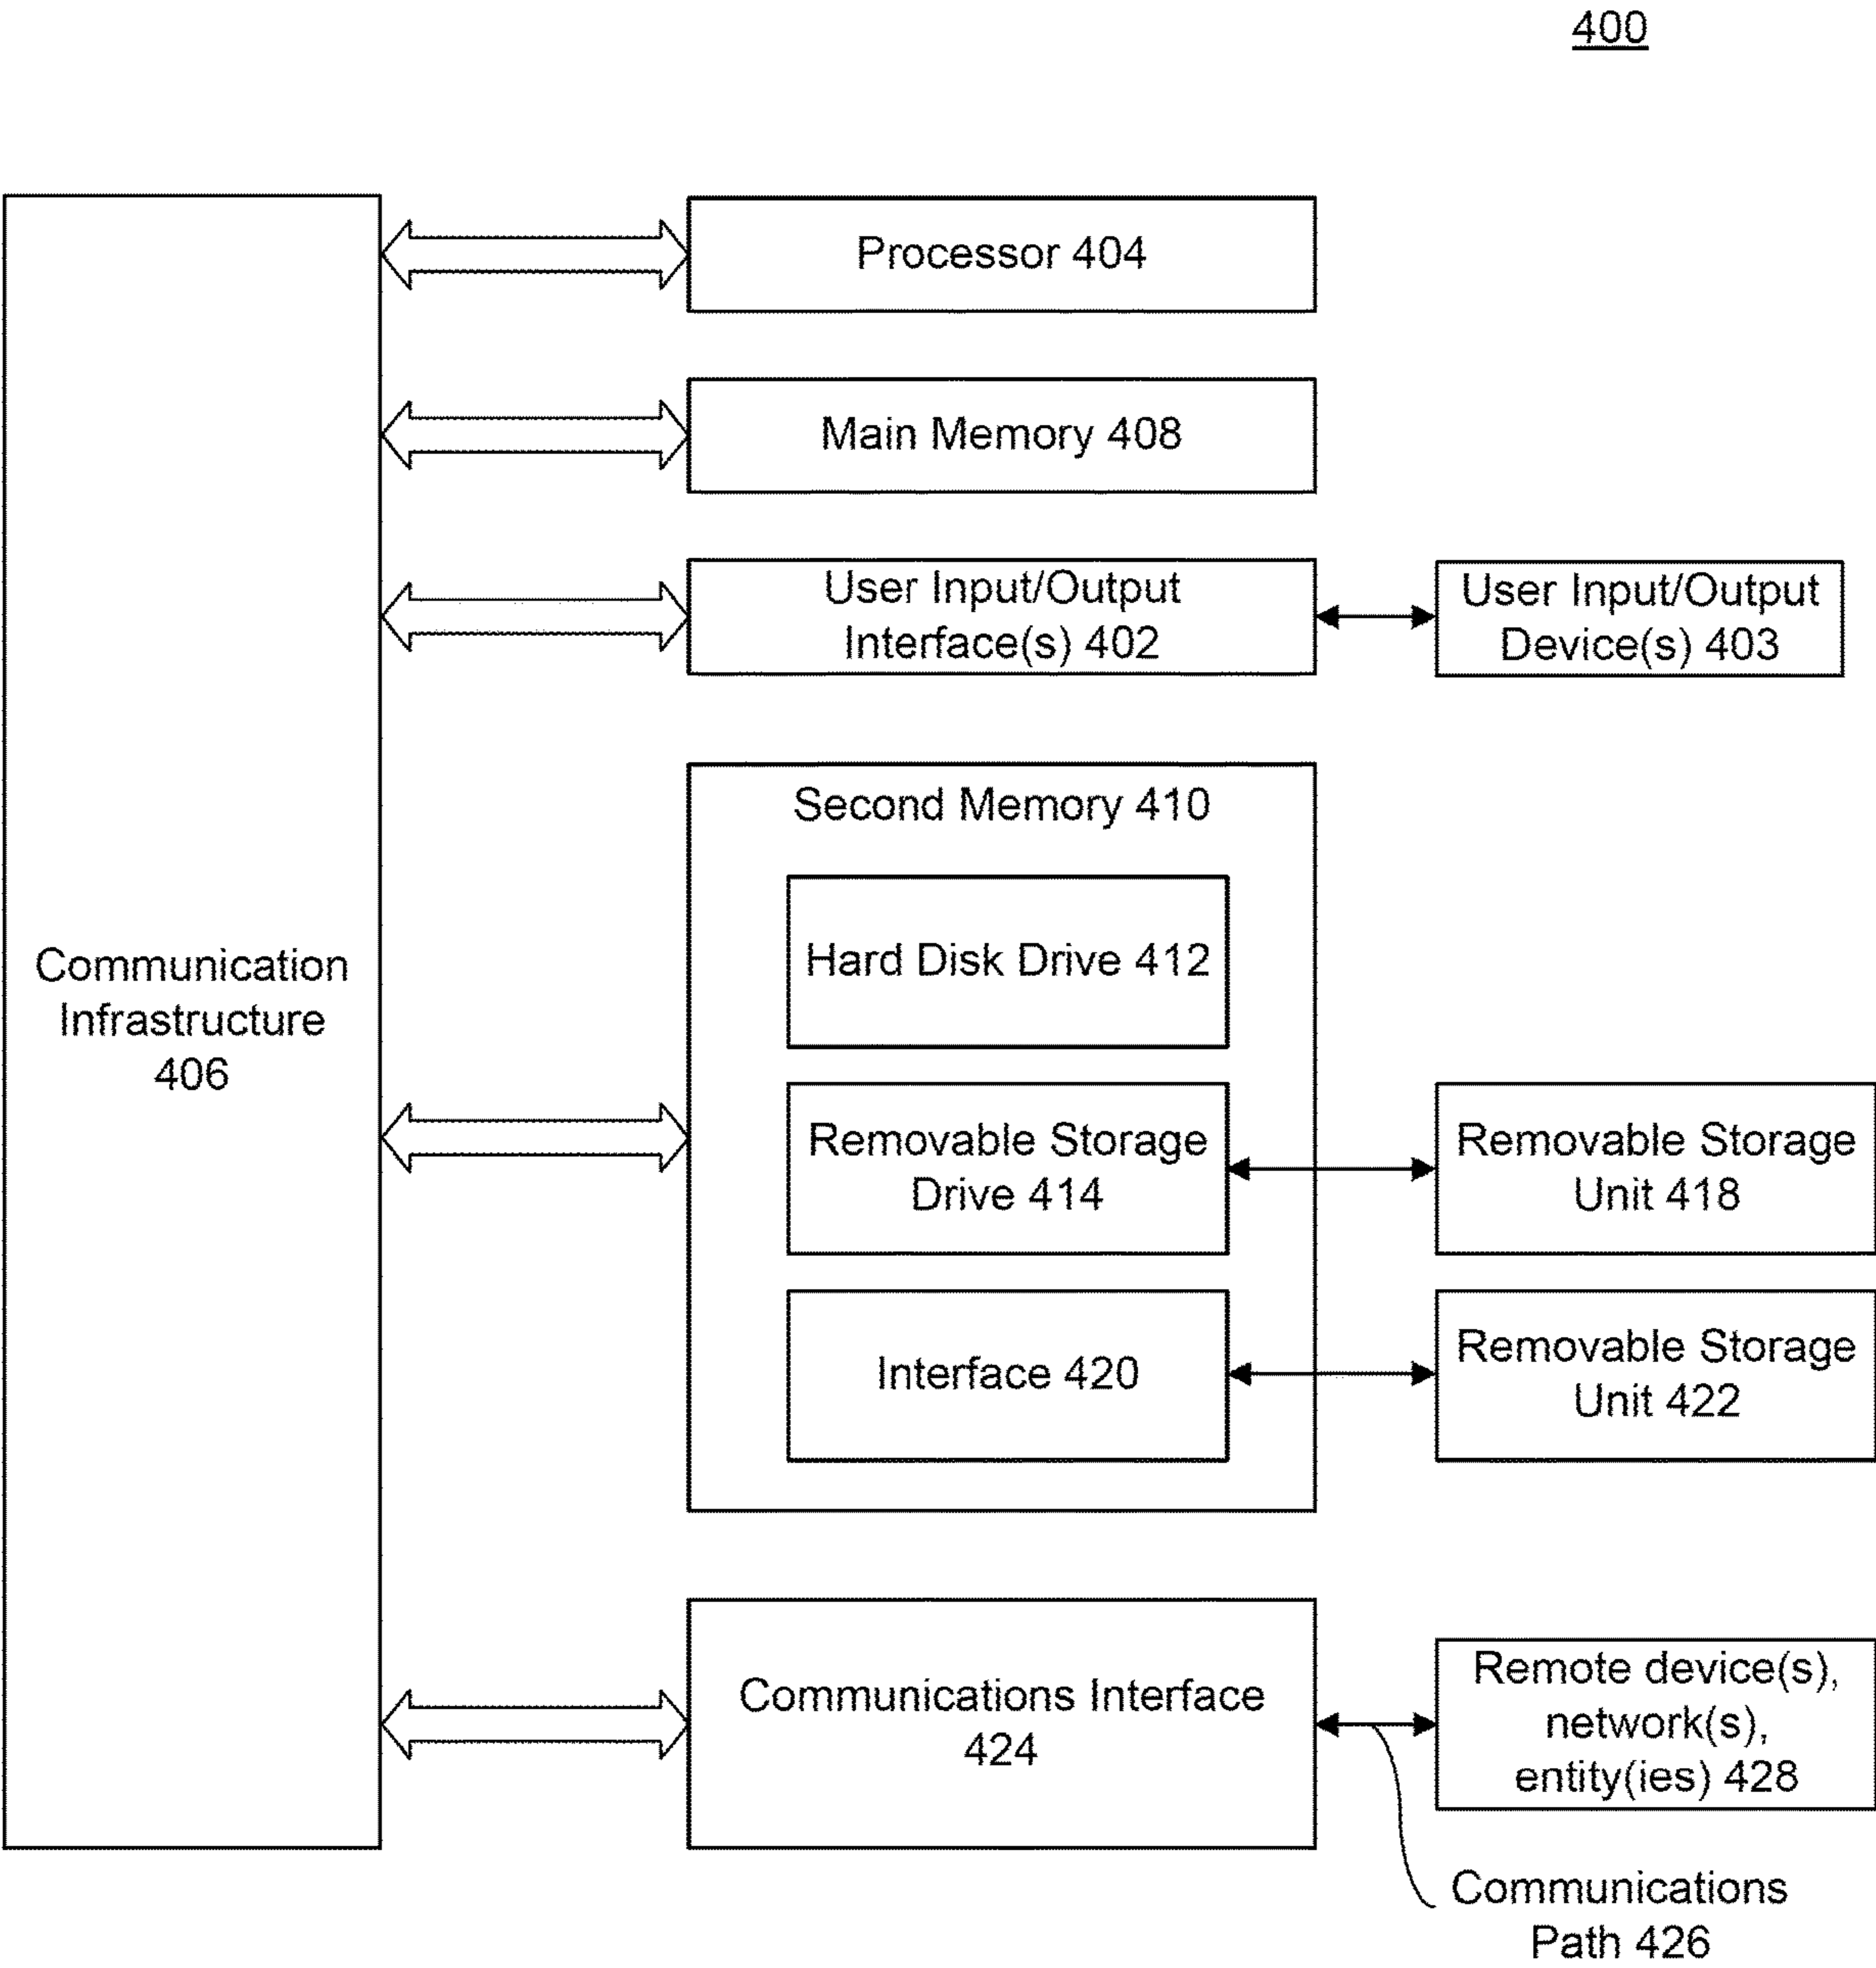 400
Processor 404
Main Memory 408
User Input/Output
Interface(s) 402
User Input/Output
Device(s) 403
Second Memory 410
Hard Disk Drive 412
Communication
Infrastructure
406
Removable Storage
Drive 414
Removable Storage
Unit 418
Interface 420
Removable Storage
Unit 422
Communications Interface
424
Remote device(s),
network(s),
entity(ies) 428
Communications
Path 426